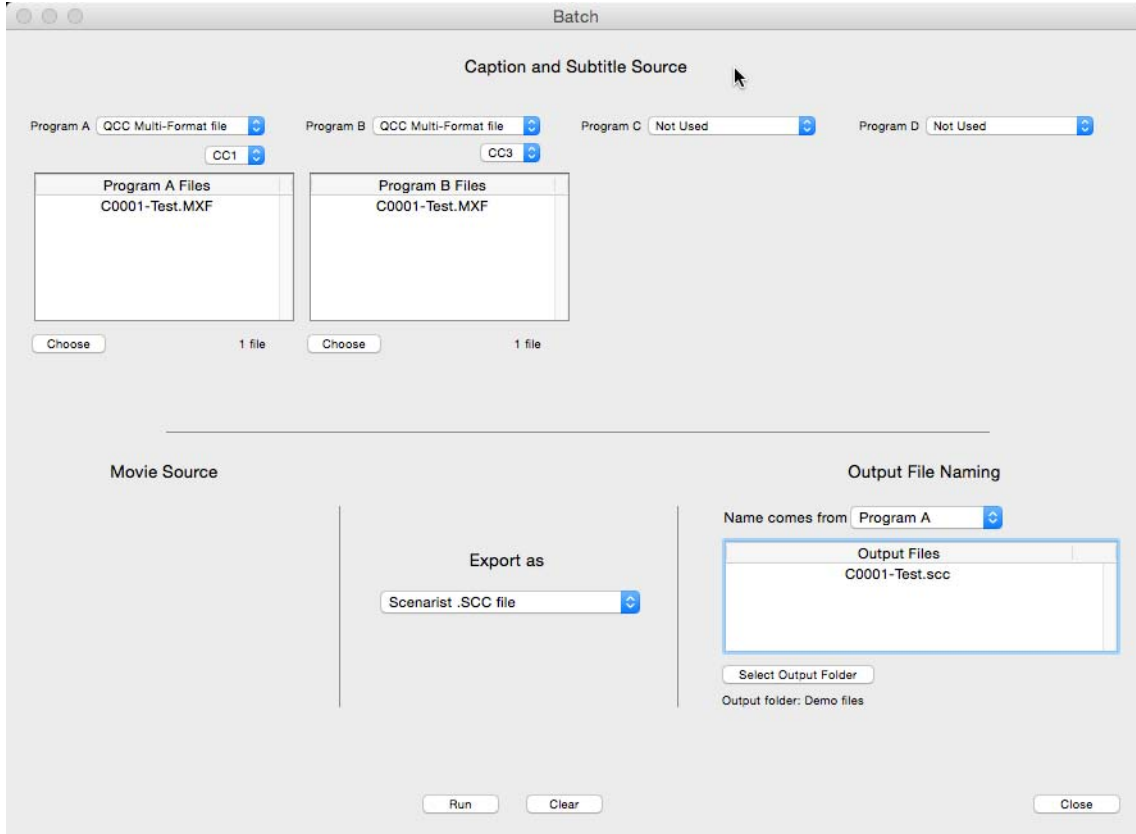 Batch
Caption and Subtitle Source
Program A QCC Multi-Format file Program B QCC Multi-Format file Program C Not Used Program D Not Used
CC1 CC3
Program A Files Program B Files
C0001-Test.MXF C0001-Test.MXF
Choose 1 file Choose 1 file
Movie Source Output File Naming
Name comes from Program A
Export as Output Files
C0001-Test.scc
Scenarist .SCC file
Select Output Folder
Output folder: Demo files
Run Clear Close